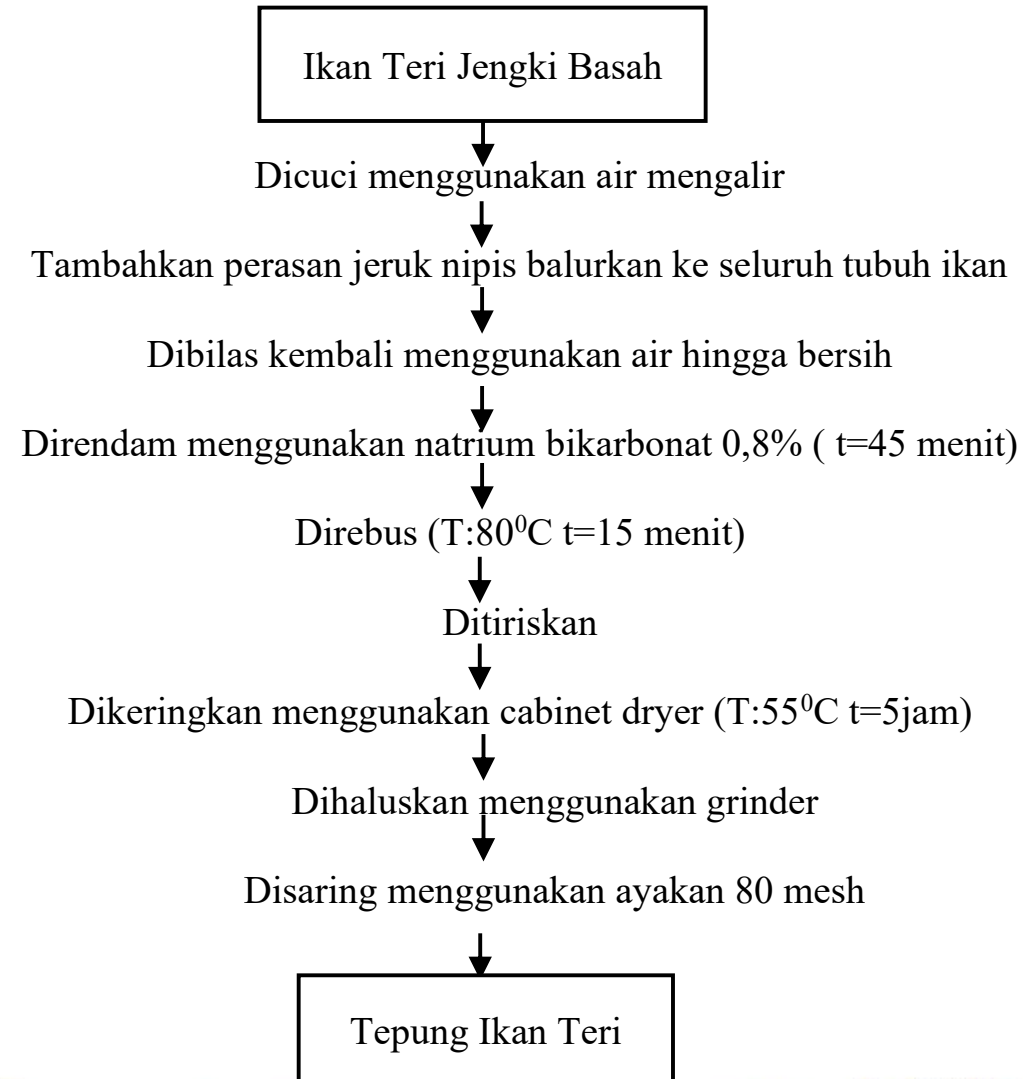 Ikan Teri Jengki Basah
Dicuci menggunakan air mengalir
Tambahkan perasan jeruk nipis balurkan ke seluruh tubuh ikan
Dibilas kembali menggunakan air hingga bersih
Direndam menggunakan natrium bikarbonat 0,8% ( t=45 menit)
Direbus (T:80⁰C t=15 menit)
Ditiriskan
Dikeringkan menggunakan cabinet dryer (T:55⁰C t=5jam)
Dihaluskan menggunakan grinder
Disaring menggunakan ayakan 80 mesh
Tepung Ikan Teri